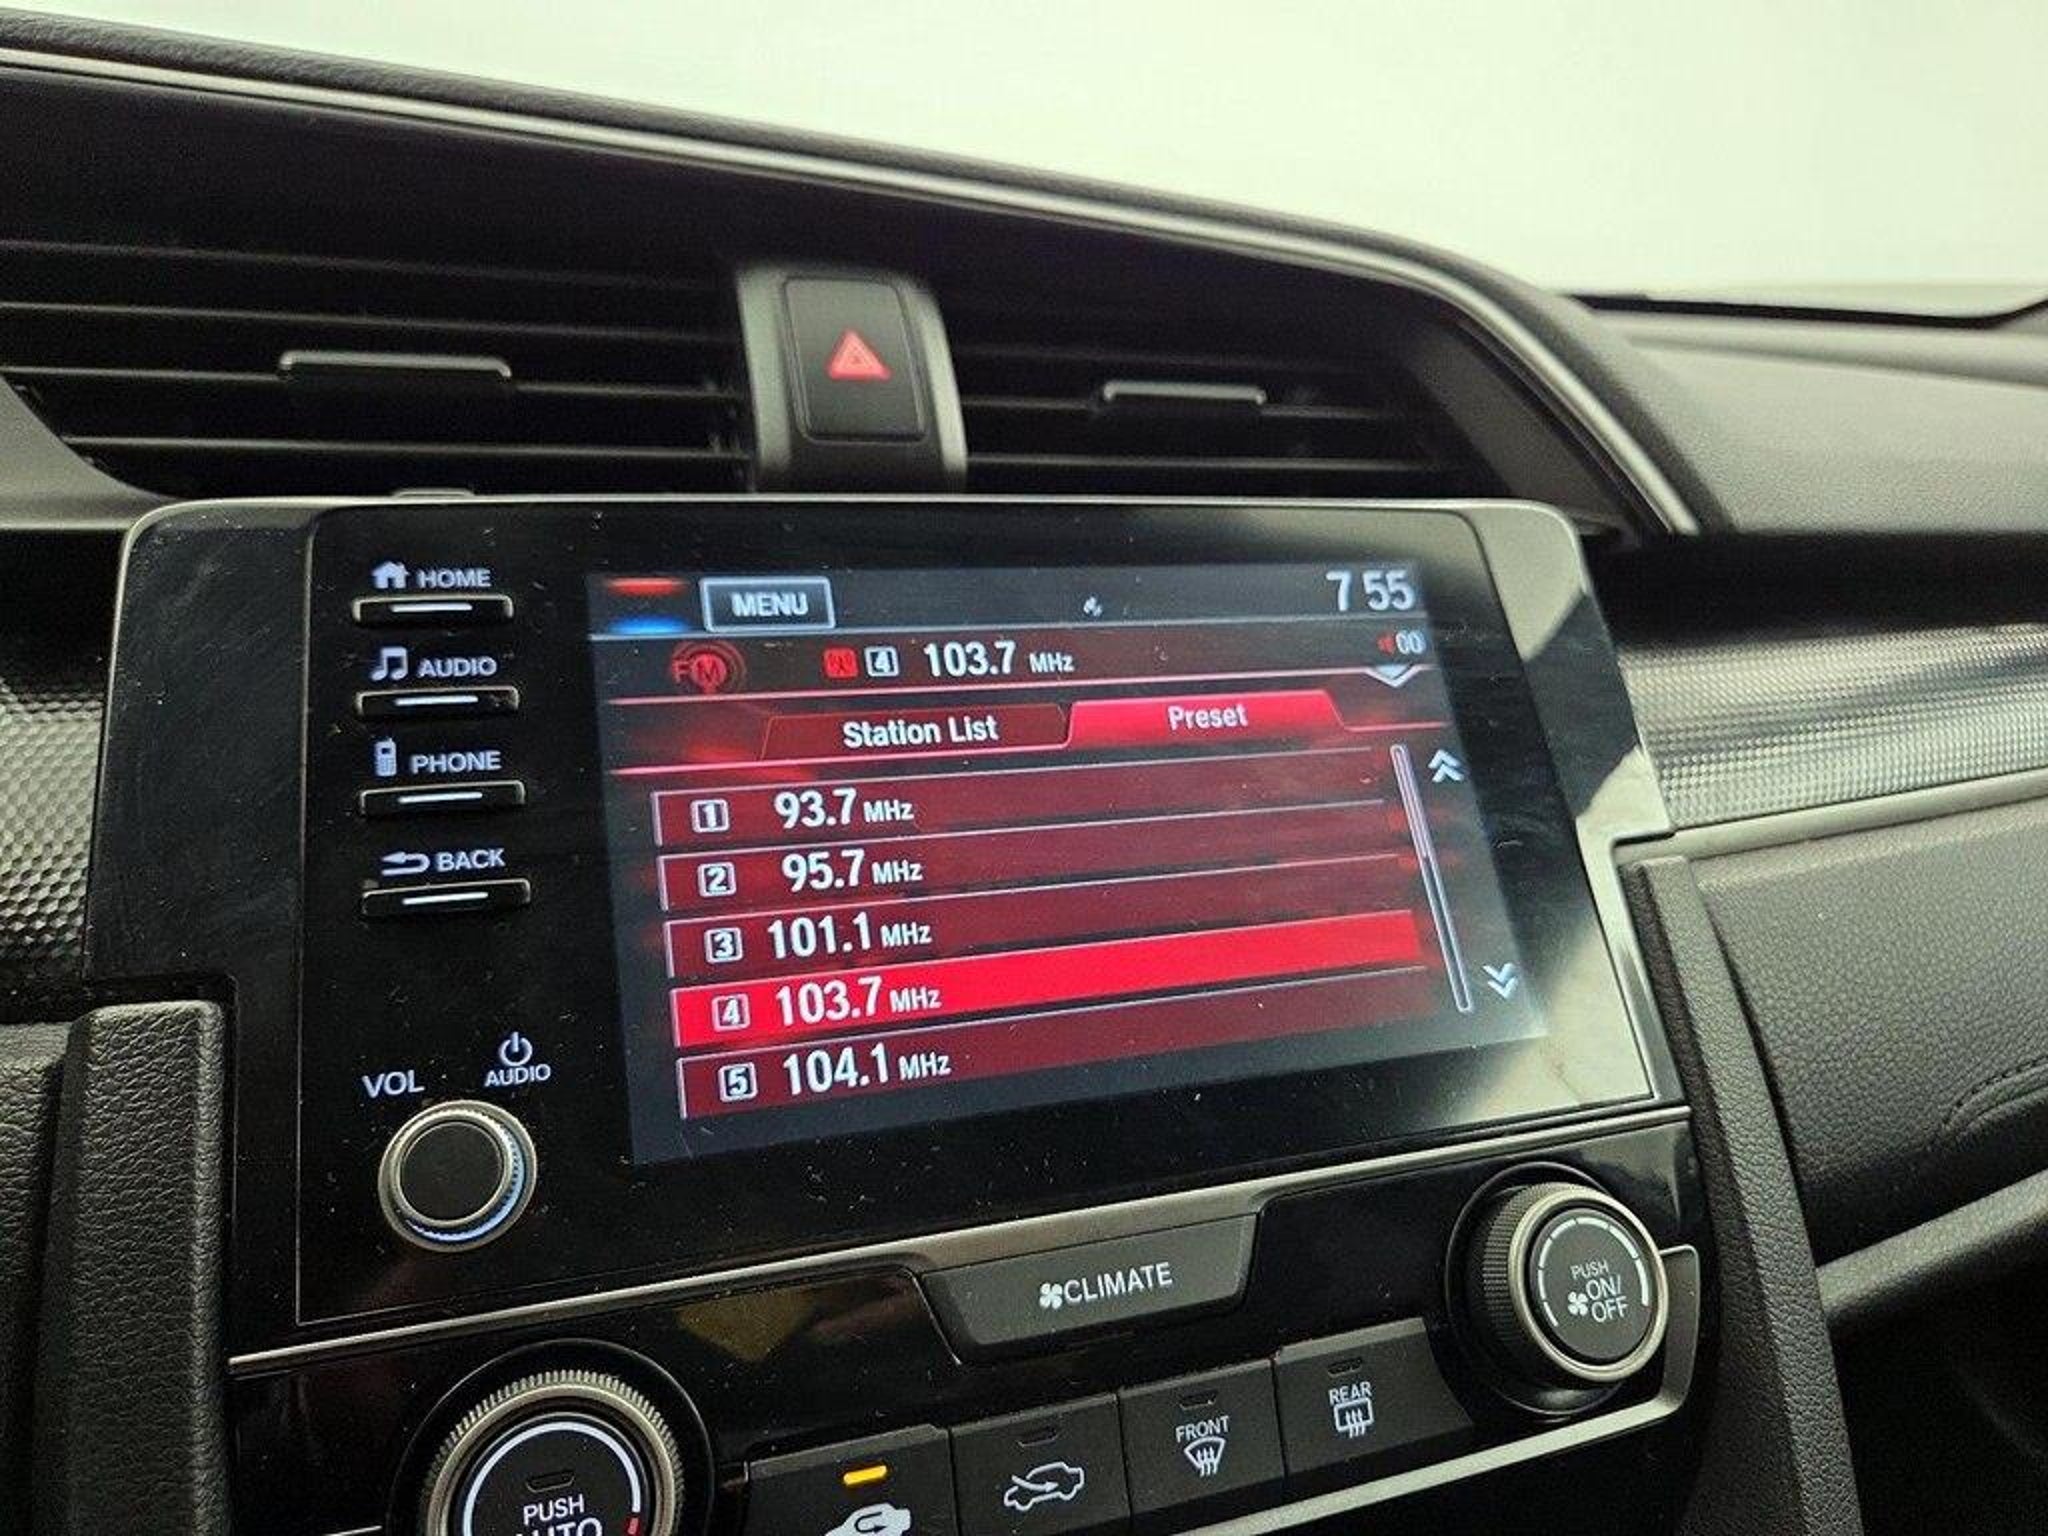 HOME
AUDIO
PHONE
BACK
VOL
AUDIO
MENU
7 55
FM
4 103.7 MHz
00
Station List
Preset
1 93.7 MHz
2 95.7 MHz
3 101.1 MHz
4 103.7 MHz
5 104.1 MHz
CLIMATE
PUSH
ON/
OFF
FRONT
REAR
PUSH
AUTO